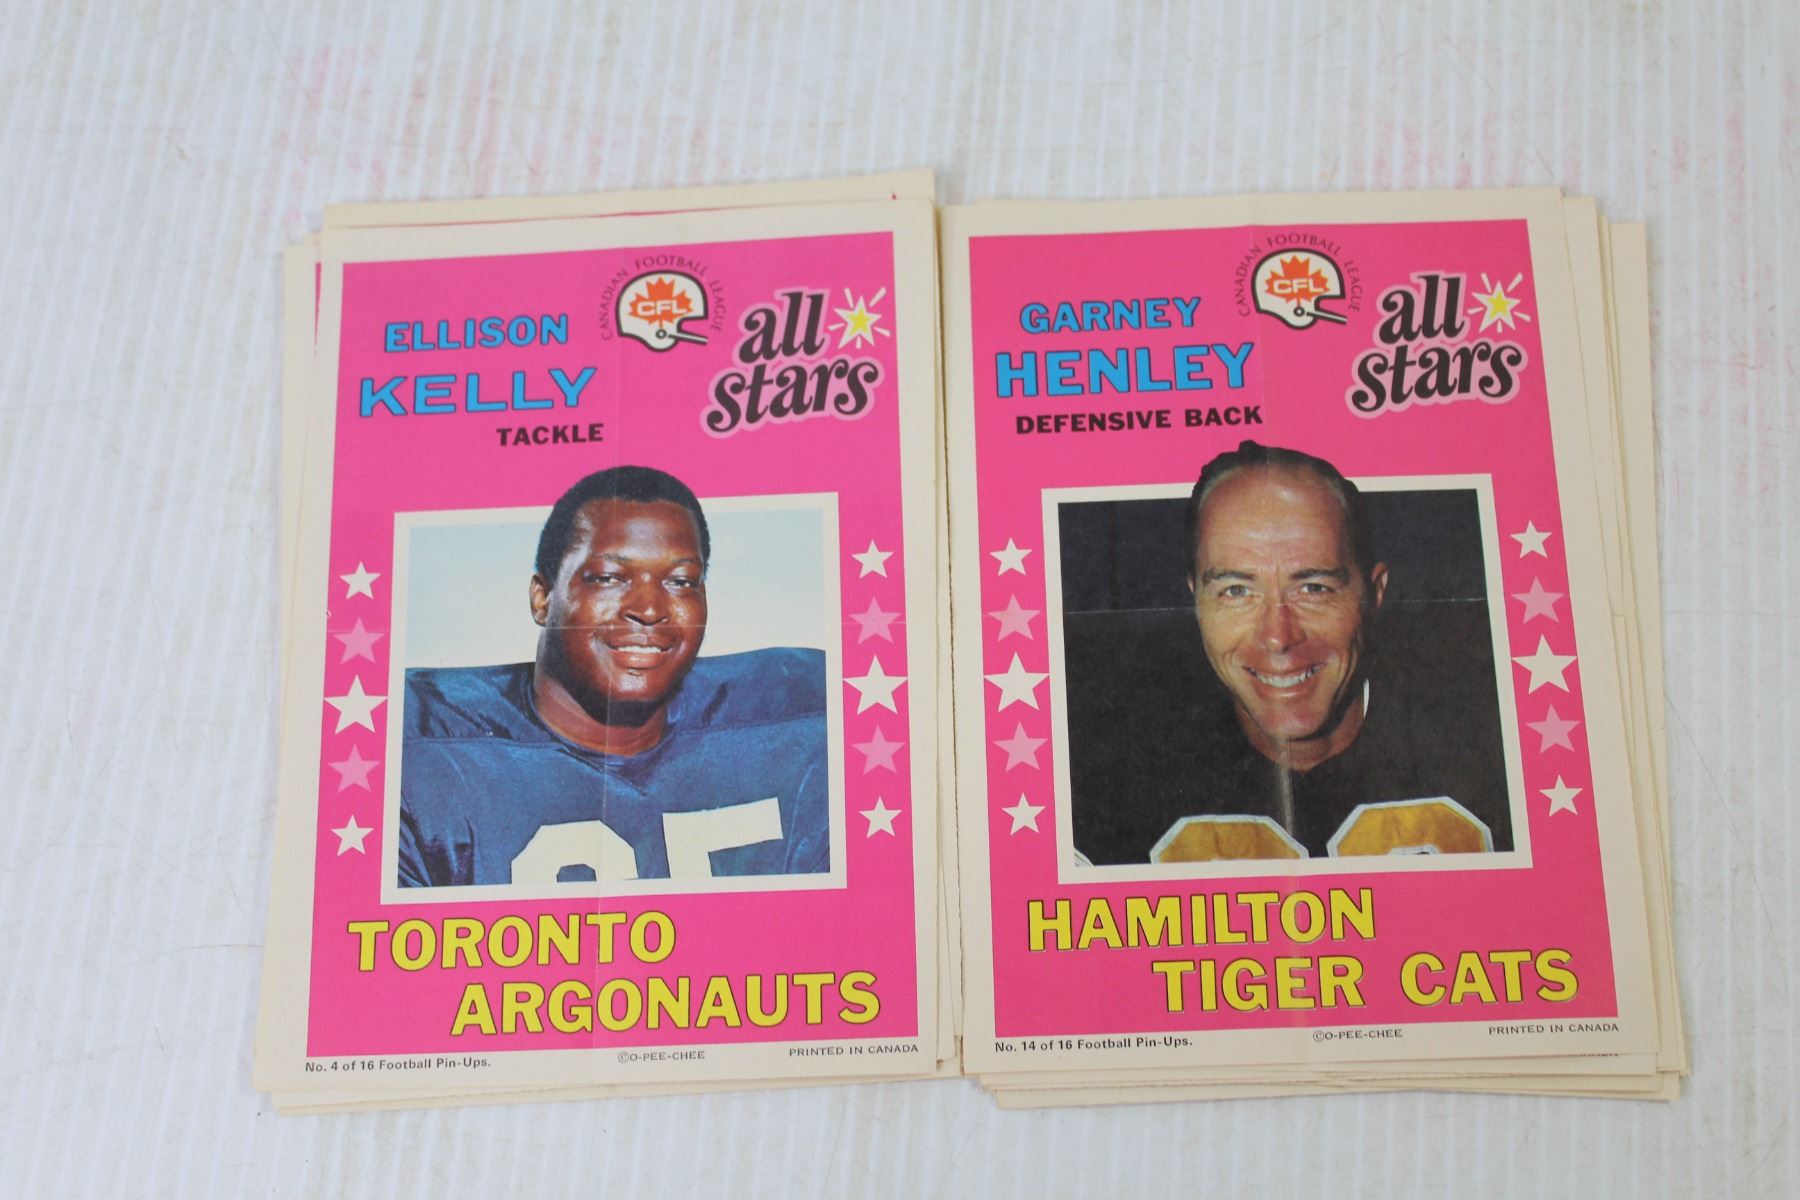 ELLISON
KELLY
TACKLE
CANADIAN FOOTBALL LEAGUE
CFL
all
stars
TORONTO
ARGONAUTS
No. 4 of 16 Football Pin-Ups.
©O-PEE-CHEE
PRINTED IN CANADA
GARNEY
HENLEY
DEFENSIVE BACK
CANADIAN FOOTBALL LEAGUE
CFL
all
stars
HAMILTON
TIGER CATS
No. 14 of 16 Football Pin-Ups.
©O-PEE-CHEE
PRINTED IN CANADA